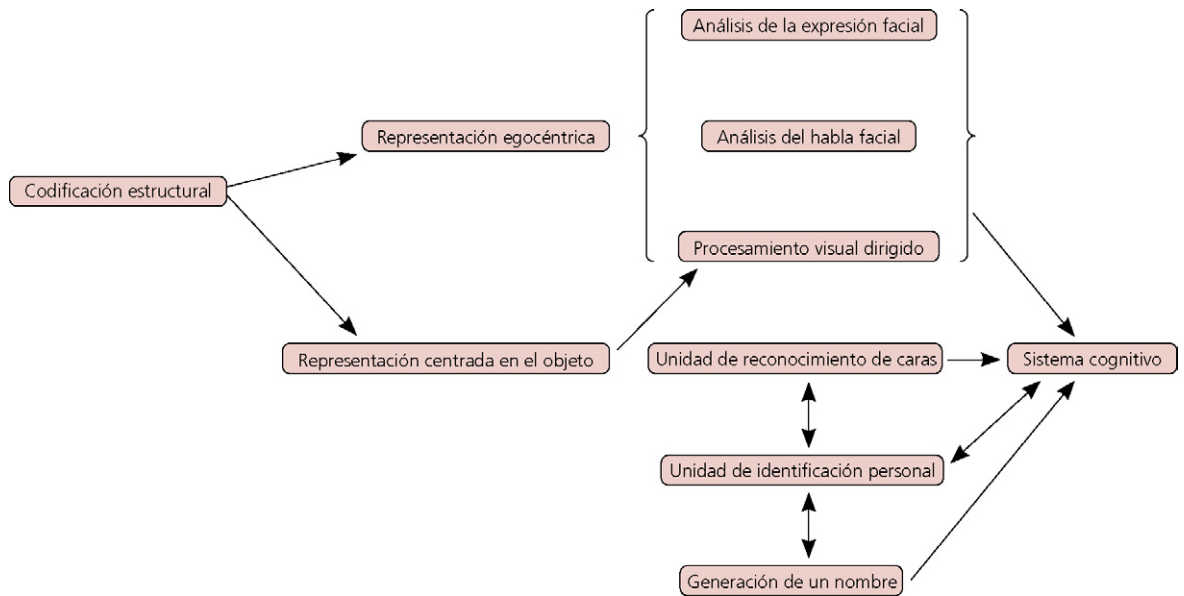 Análisis de la expresión facial
Representación egocéntrica
Análisis del habla facial
Codificación estructural
Procesamiento visual dirigido
Representación centrada en el objeto
Unidad de reconocimiento de caras
Sistema cognitivo
Unidad de identificación personal
Generación de un nombre